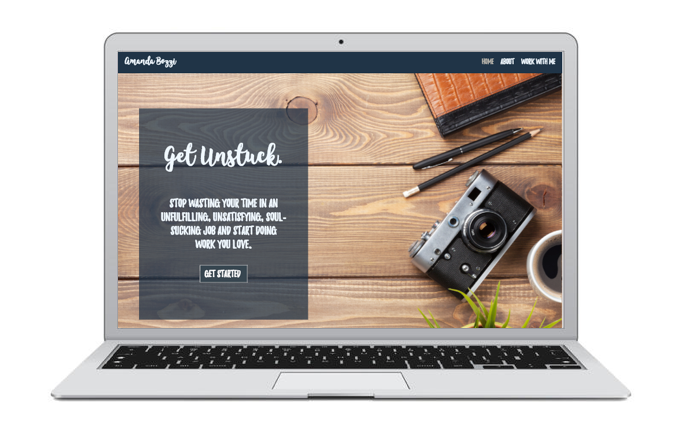 Amanda Bozzi
HOME ABOUT WORK WITH ME
Get Unstuck.
STOP WASTING YOUR TIME IN AN
UNFULFILLING, UNSATISFYING, SOUL-
SUCKING JOB AND START DOING
WORK YOU LOVE.
GET STARTED